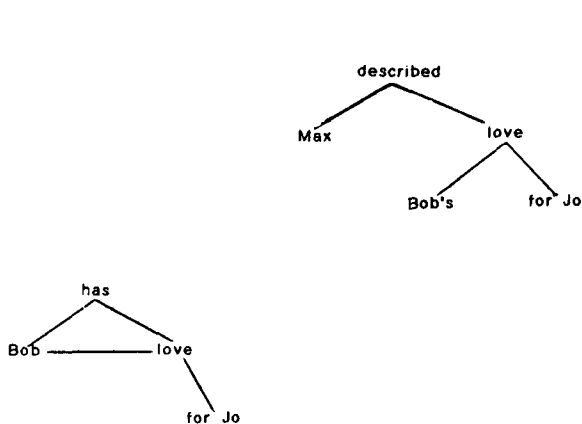 described
Max love
Bob's for Jo
has
Bob love
for Jo